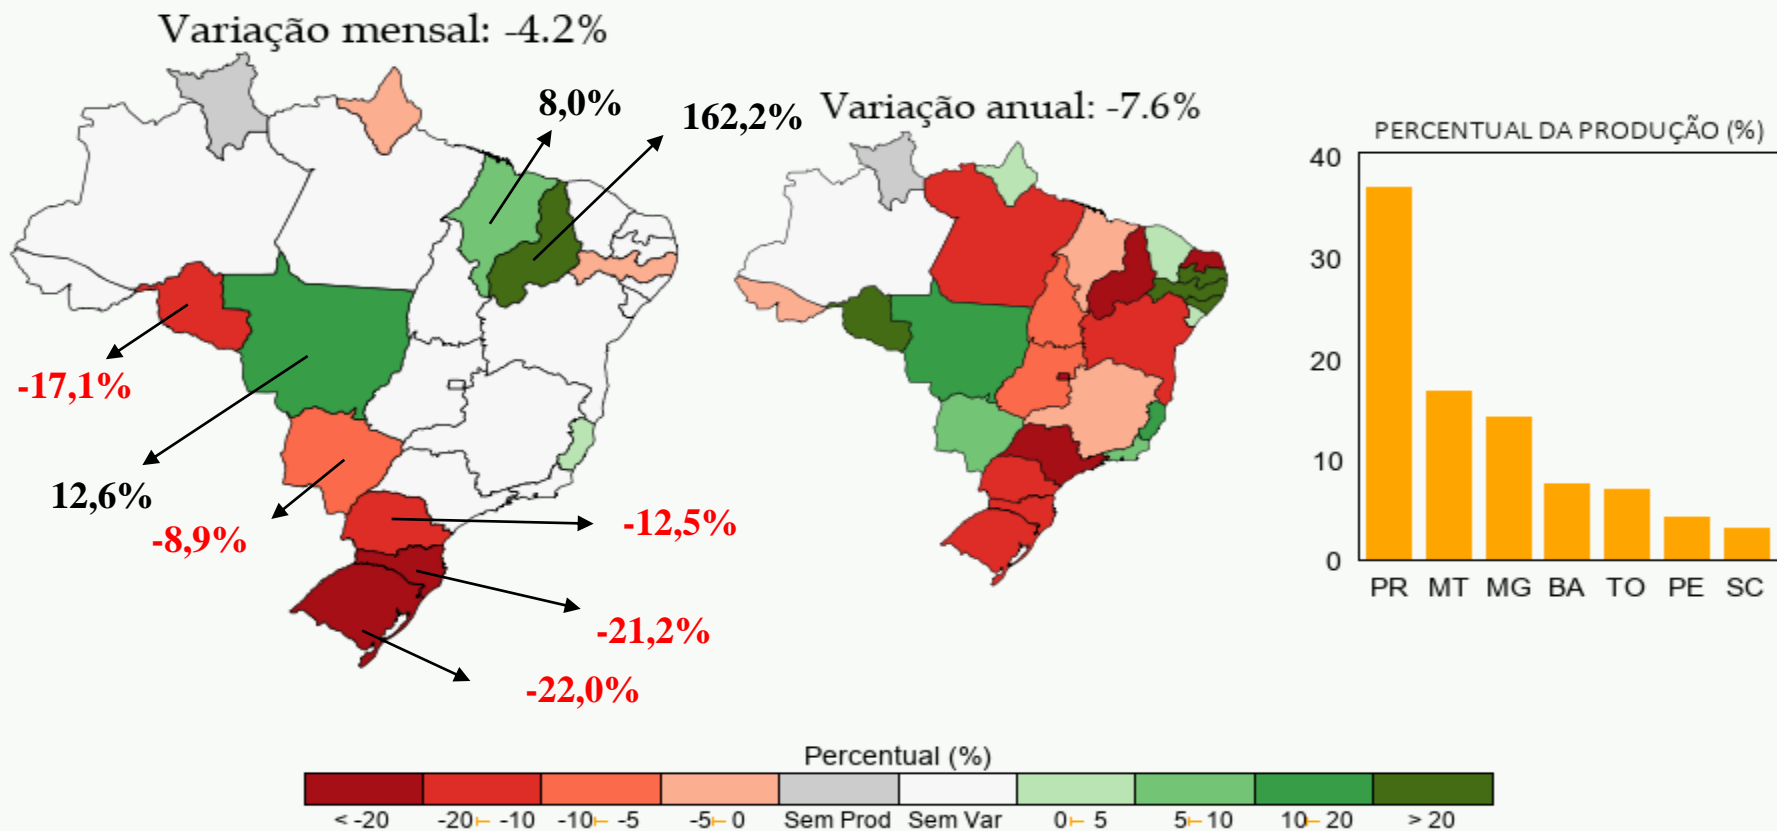 Variação mensal: -4.2%
8,0%
162,2%
-17,1%
12,6%
-8,9%
-12,5%
-21,2%
-22,0%
Variação anual: -7.6%
PERCENTUAL DA PRODUÇÃO (%)
40
30
20
10
0
PR MT MG BA TO PE SC
Percentual (%)
< -20 -20⊢ -10 -10⊢ -5 -5⊢ 0 Sem Prod Sem Var 0⊢ 5 5⊢ 10 10⊢ 20 > 20